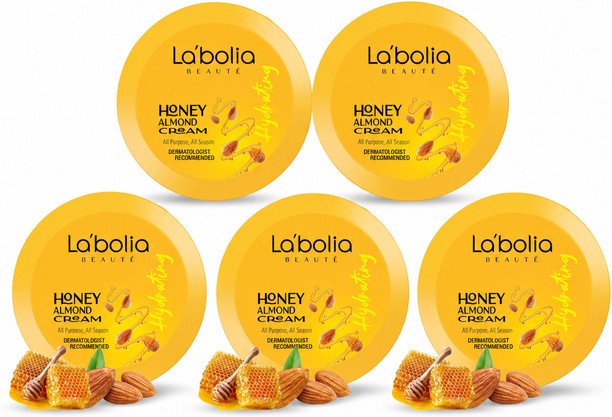 La'bolia
BEAUTÉ
HONEY
ALMOND
CREAM
All Purpose, All Season
DERMATOLOGIST
RECOMMENDED
Hydrating
La'bolia
BEAUTÉ
HONEY
ALMOND
CREAM
All Purpose, All Season
DERMATOLOGIST
RECOMMENDED
Hydrating
La'bolia
BEAUTÉ
HONEY
ALMOND
CREAM
All Purpose, All Season
DERMATOLOGIST
RECOMMENDED
Hydrating
La'bolia
BEAUTÉ
HONEY
ALMOND
CREAM
All Purpose, All Season
DERMATOLOGIST
RECOMMENDED
Hydrating
La'bolia
BEAUTÉ
HONEY
ALMOND
CREAM
All Purpose, All Season
DERMATOLOGIST
RECOMMENDED
Hydrating